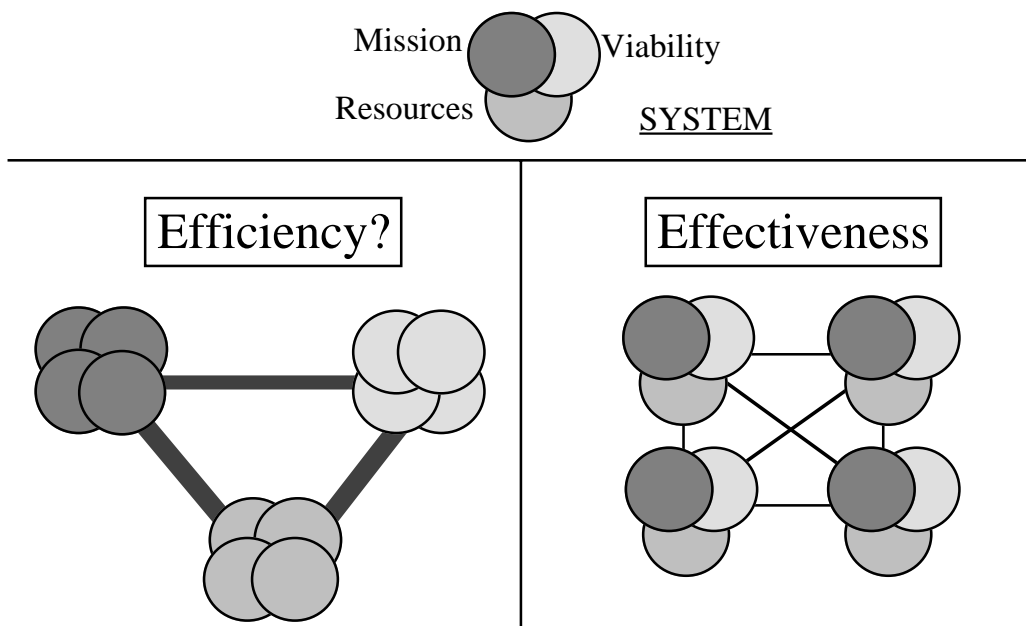 Mission
Viability
Resources
SYSTEM
Efficiency?
Effectiveness